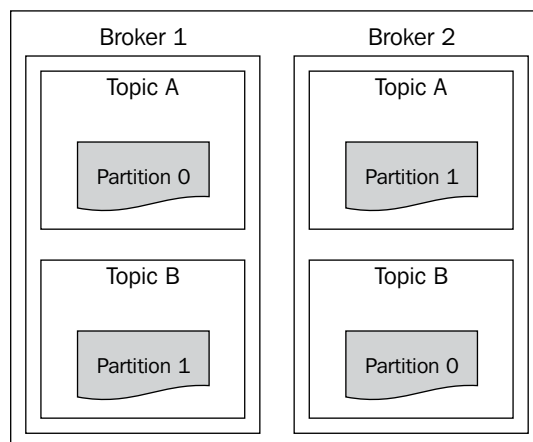 Broker 1
Topic A
Partition 0
Topic B
Partition 1
Broker 2
Topic A
Partition 1
Topic B
Partition 0